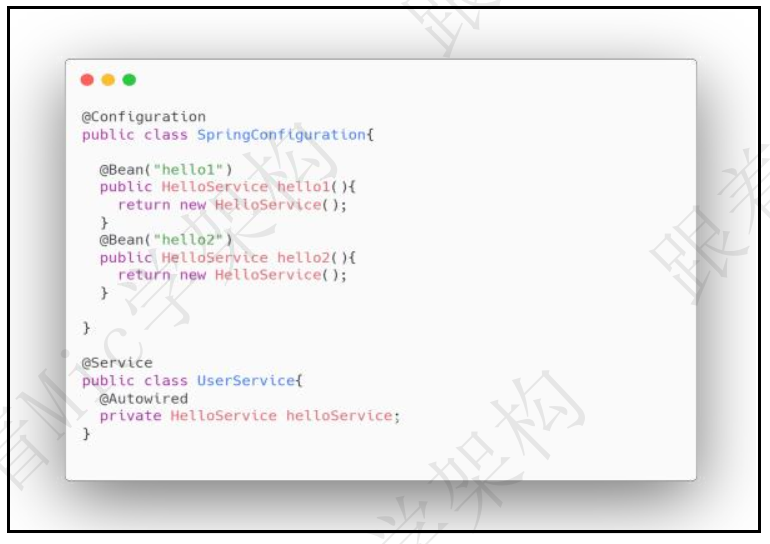 @Configuration
public class SpringConfiguration{
@Bean("hello1")
public HelloService hello1(){
return new HelloService();
}
@Bean("hello2")
public HelloService hello2(){
return new HelloService();
}
}
@Service
public class UserService{
@Autowired
private HelloService helloService;
}
跟着Mic学架构